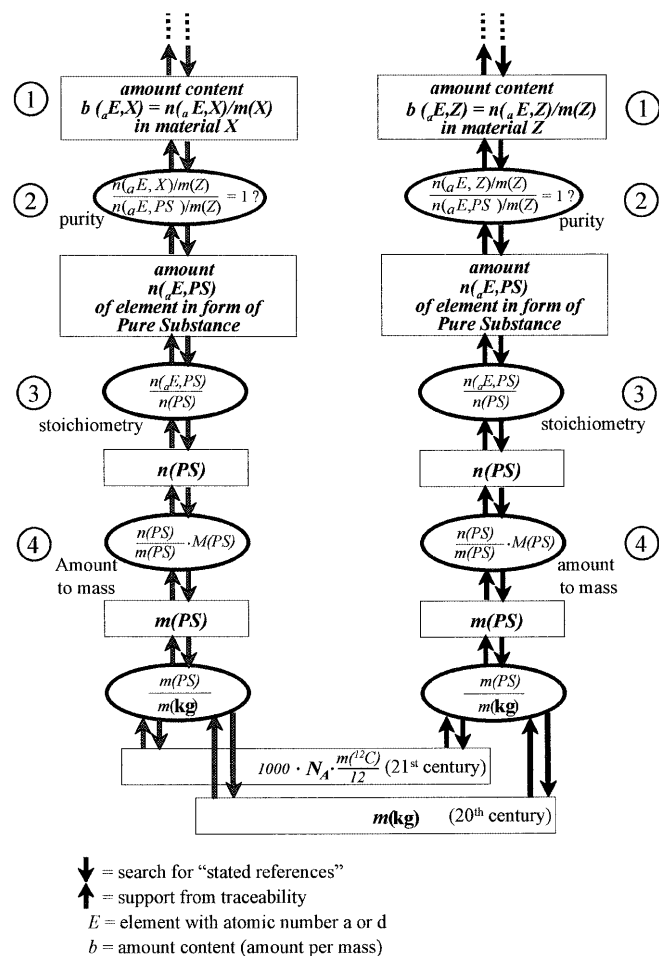 ① amount content
b (ₐE,X) = n(ₐE,X)/m(X)
in material X
② n(ₐE, X)/m(Z)
n(ₐE,PS )/m(Z) = 1 ?
purity
amount
n(ₐE,PS)
of element in form of
Pure Substance
③ n(ₐE,PS)
n(PS)
stoichiometry
n(PS)
④ n(PS)
m(PS) · M(PS)
Amount
to mass
m(PS)
m(PS)
m(kg)
amount content ①
b (ₐE,Z) = n(ₐE,Z)/m(Z)
in material Z
n(ₐE, Z)/m(Z) ②
n(ₐE,PS )/m(Z) = 1 ?
purity
amount
n(ₐE,PS)
of element in form of
Pure Substance
n(ₐE,PS) ③
n(PS)
stoichiometry
n(PS)
n(PS) ④
m(PS) · M(PS)
amount
to mass
m(PS)
m(PS)
m(kg)
1000 · N_A · m(¹²C)/12 (21ˢᵗ century)
m(kg) (20ᵗʰ century)
= search for “stated references”
= support from traceability
E = element with atomic number a or d
b = amount content (amount per mass)